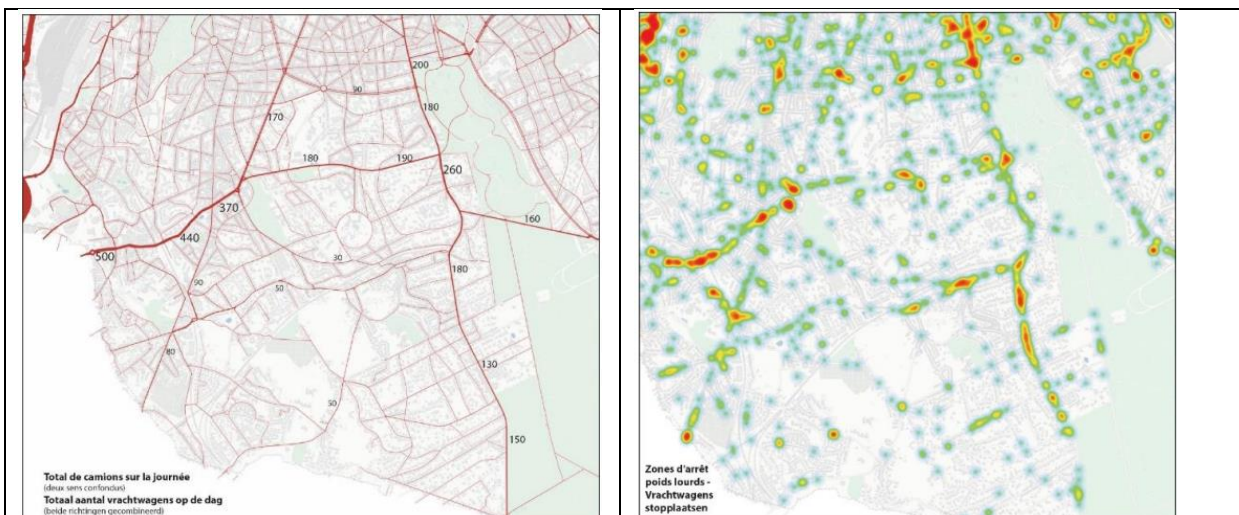 200
90
180
170
180
190
260
370
160
440
500
30
180
90
50
80
130
50
150
Total de camions sur la journée
(deux sens confondus)
Totaal aantal vrachtwagens op de dag
(beide richtingen gecombineerd)
Zones d'arrêt
poids lourds -
Vrachtwagens
stopplaatsen